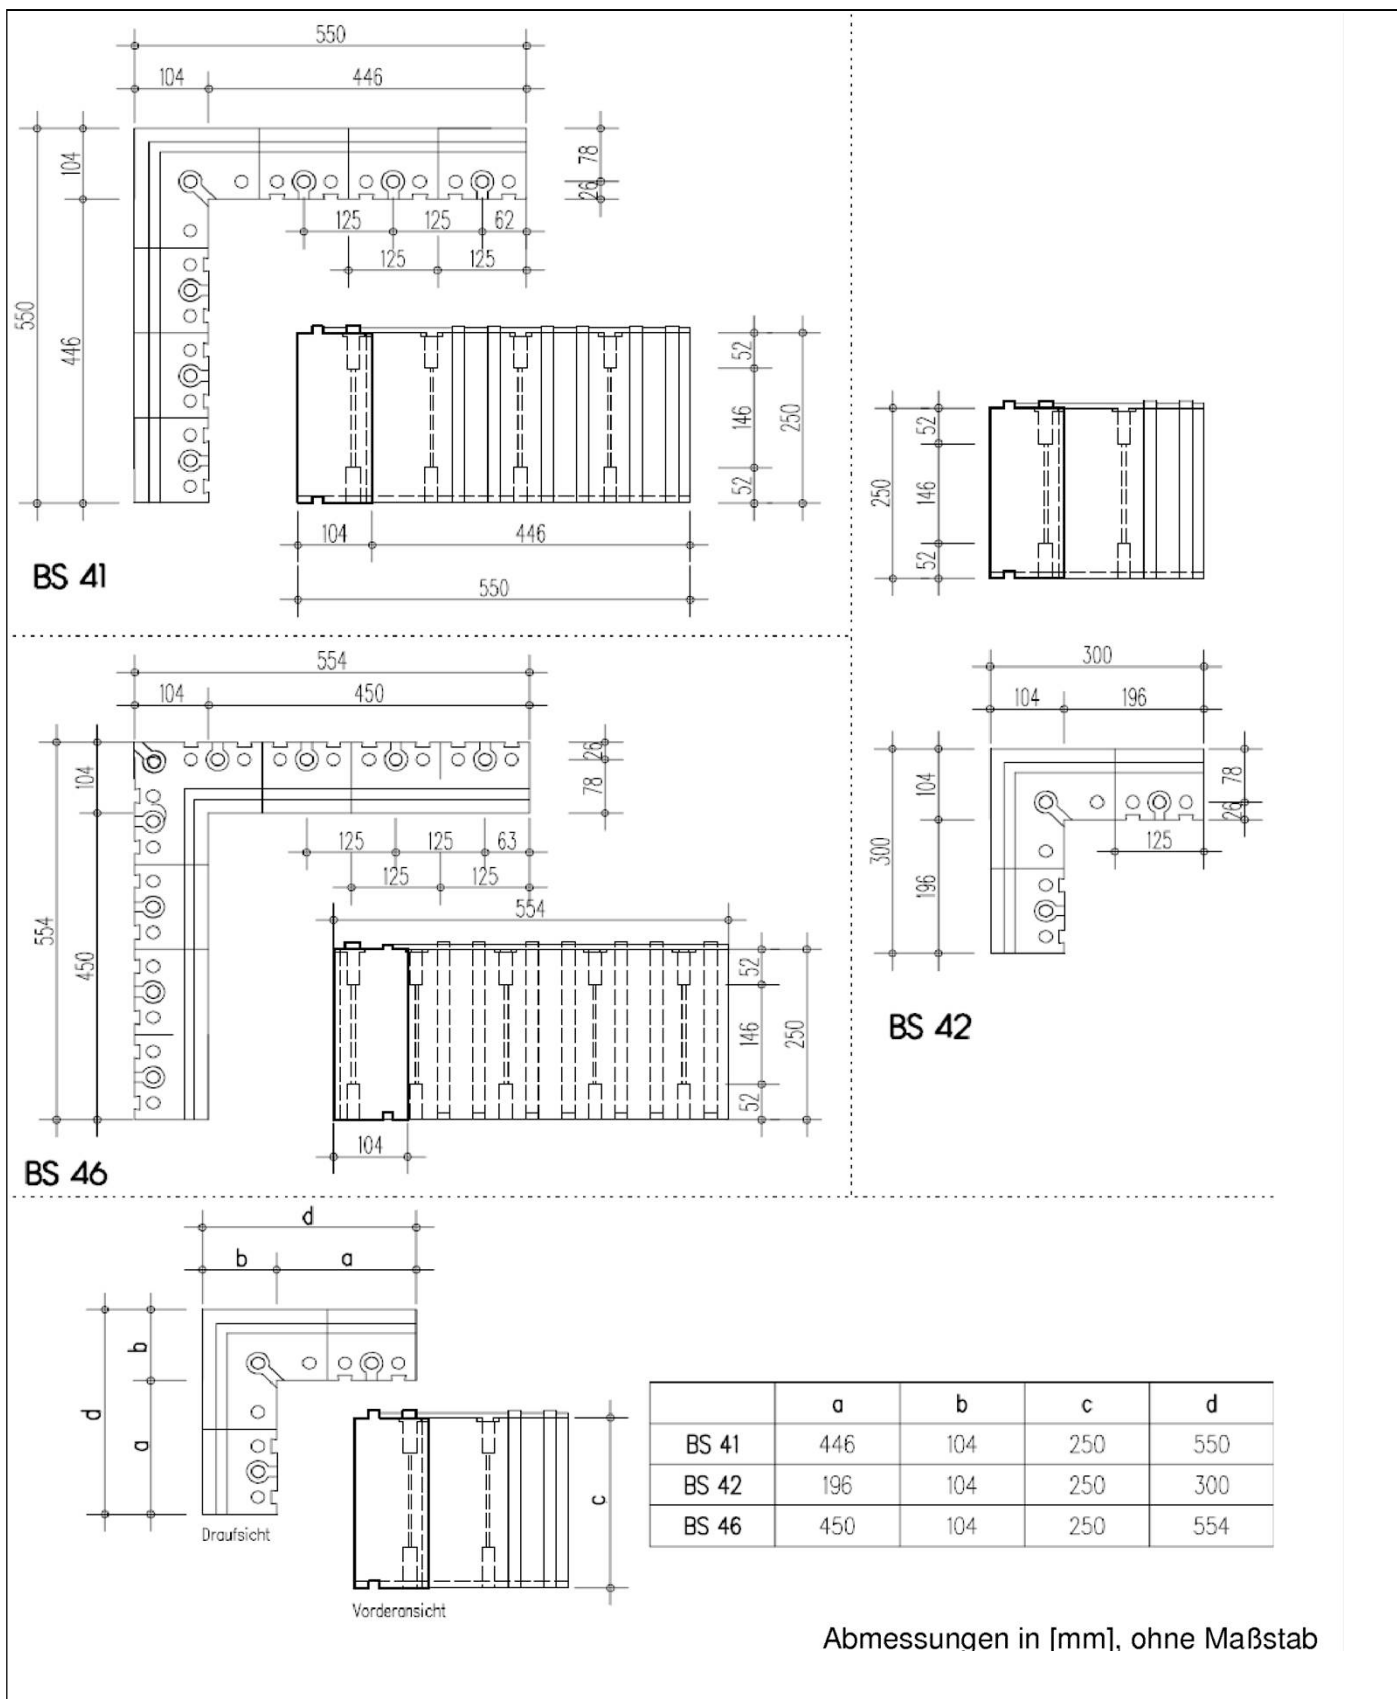 550
104 446
104
78
26
550
446
125 125 62
125 125
52
146
250
52
104 446
550
BS 41
52
250
146
52
554
104 450
26
104
78
125 125 63
125 125
554
554
450
52
146
250
52
104
BS 46
300
104 196
104
78
26
300
125
196
BS 42
d
b a
b
d
a
Draufsicht
c
Vorderansicht
a b c d
BS 41 446 104 250 550
BS 42 196 104 250 300
BS 46 450 104 250 554
Abmessungen in [mm], ohne Maßstab